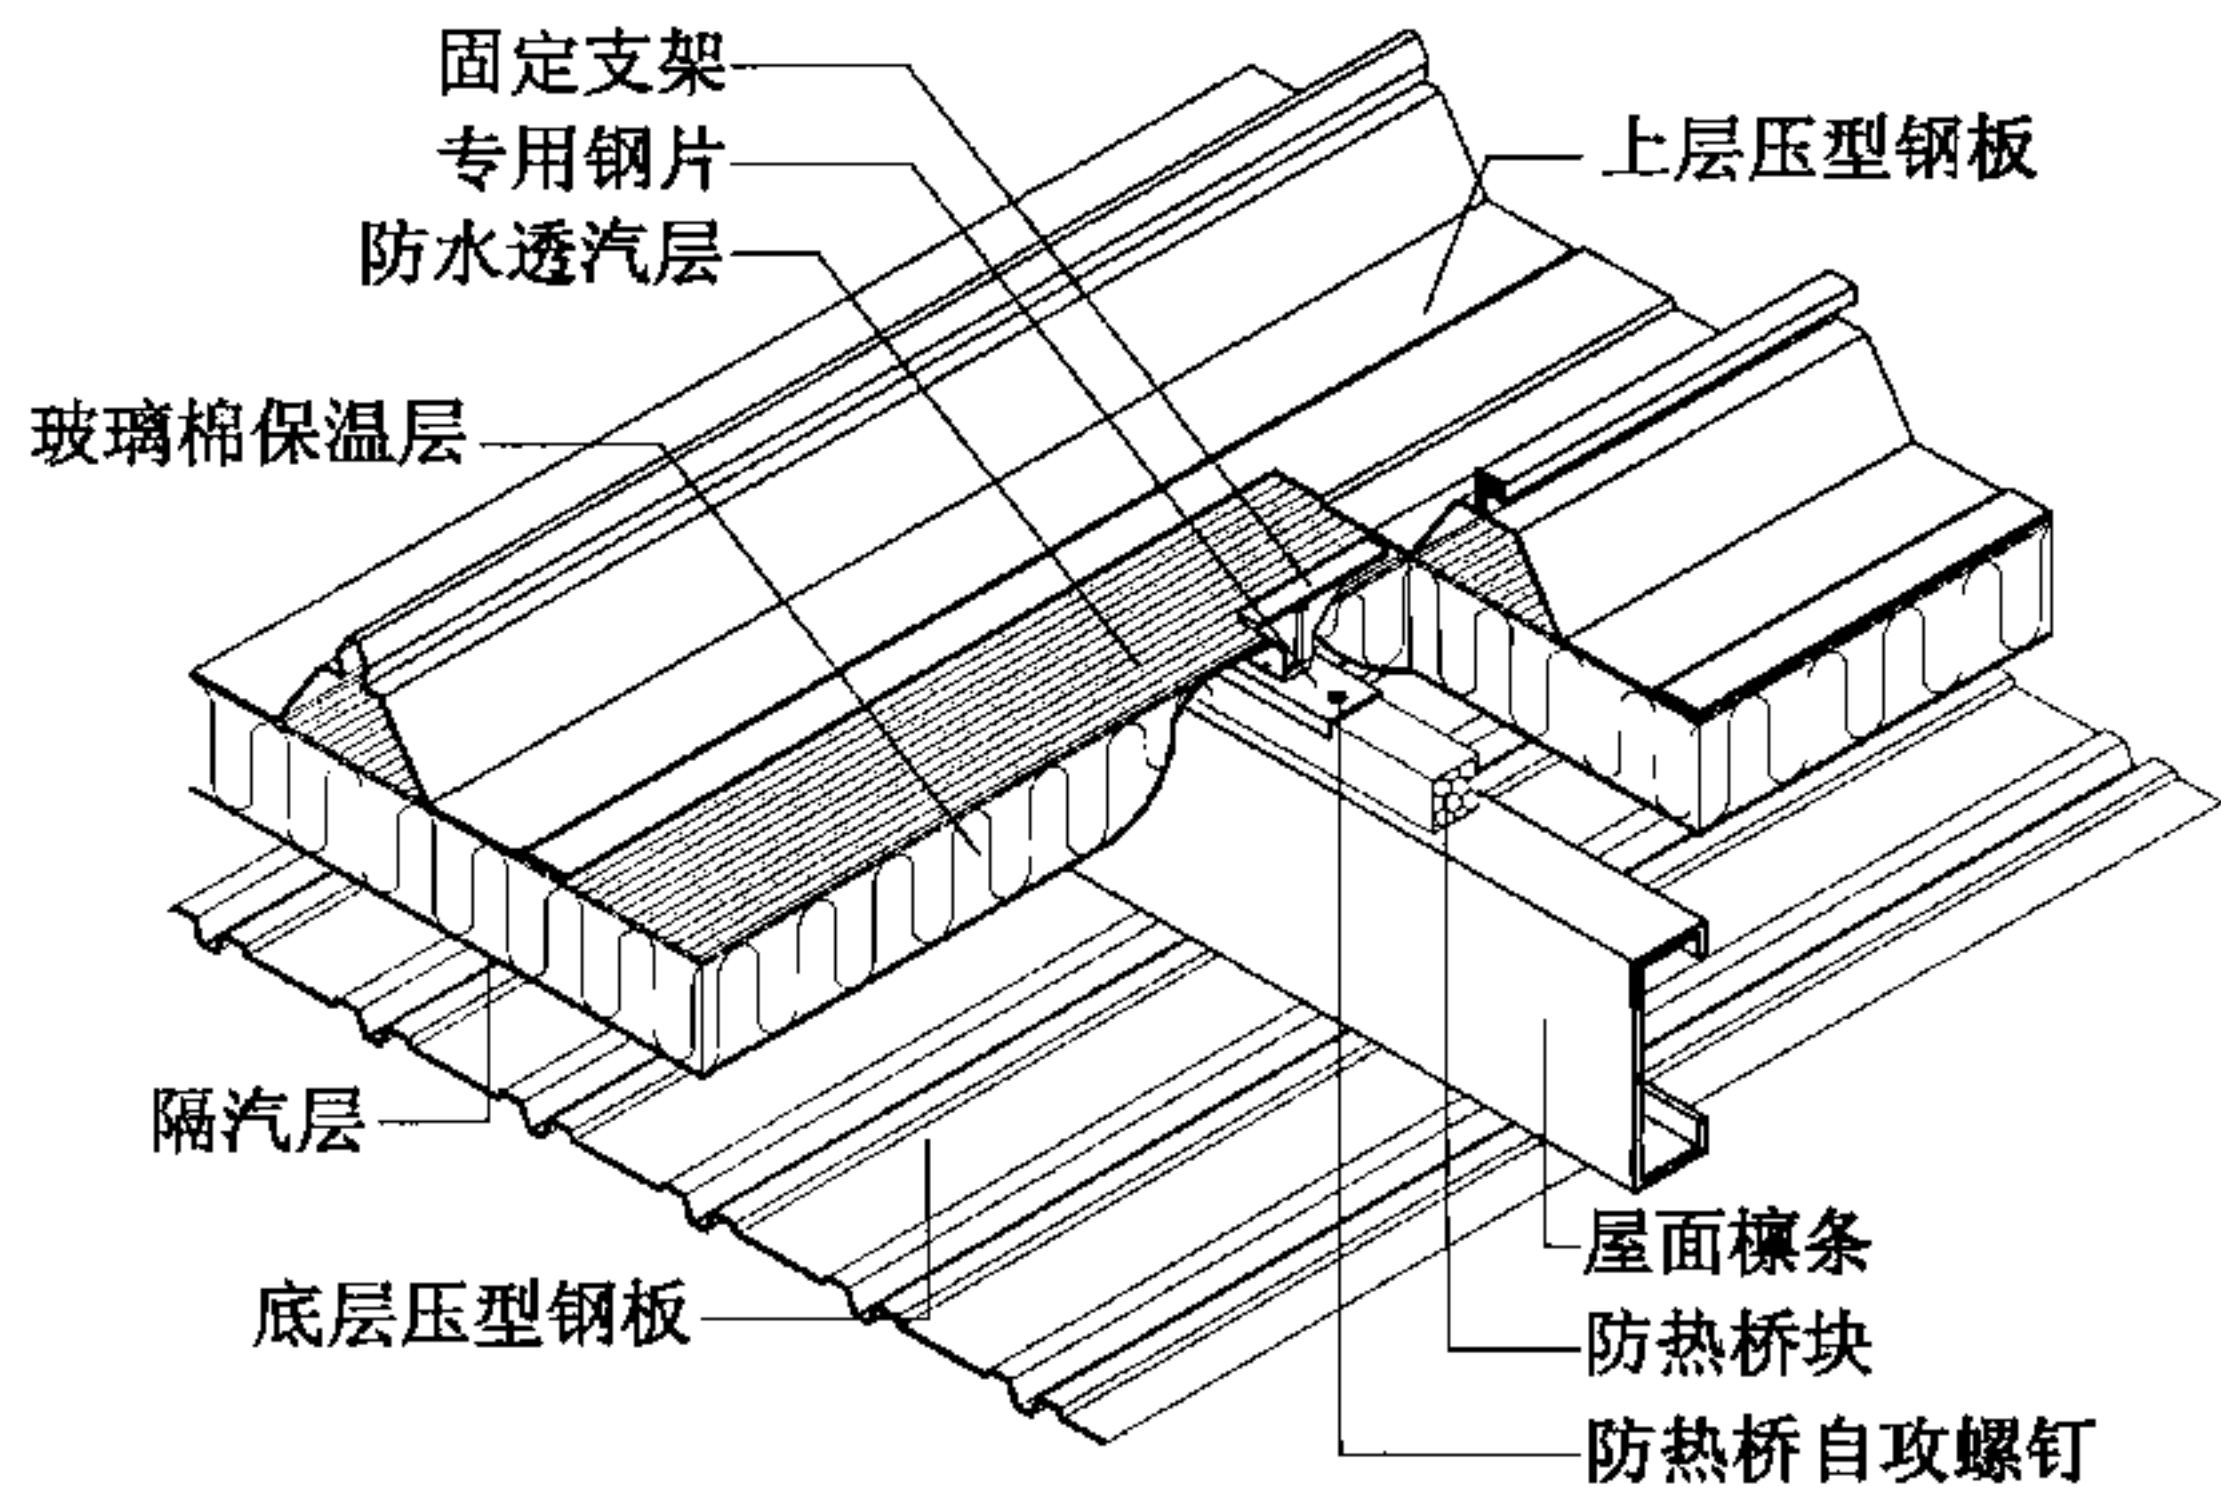 固定支架
专用钢片
防水透汽层
上层压型钢板
玻璃棉保温层
隔汽层
底层压型钢板
屋面檩条
防热桥块
防热桥自攻螺钉